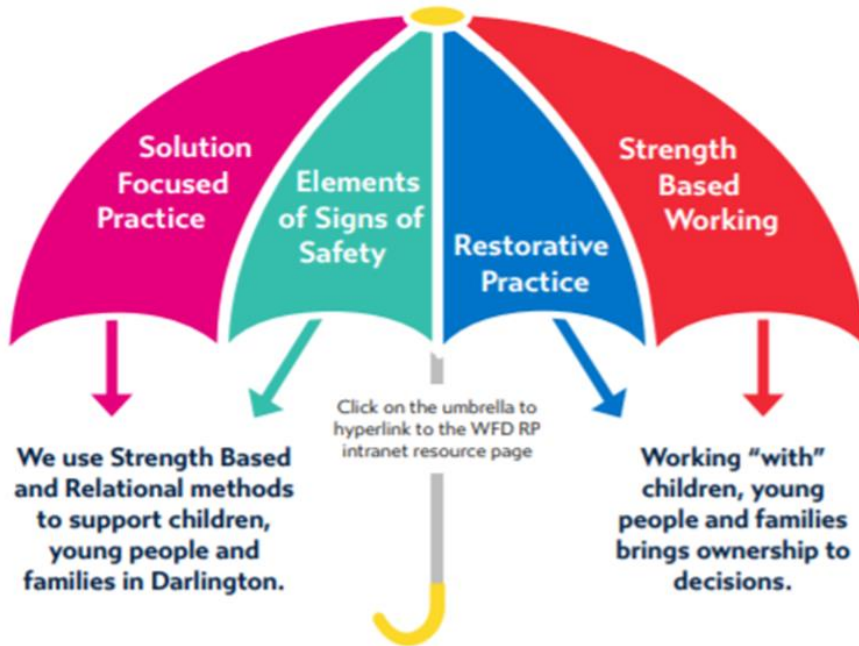 Solution
Focused
Practice
Elements
of Signs of
Safety
Restorative
Practice
Strength
Based
Working
Click on the umbrella to
hyperlink to the WFD RP
intranet resource page
We use Strength Based
and Relational methods
to support children,
young people and
families in Darlington.
Working “with”
children, young
people and families
brings ownership to
decisions.